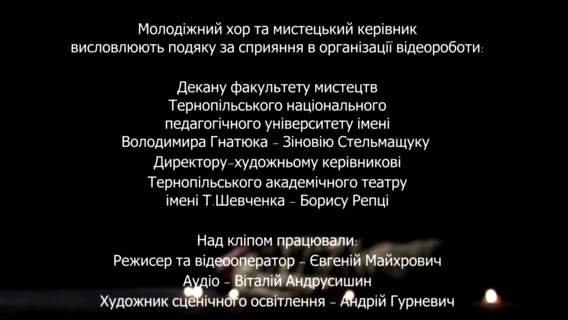 Молодіжний хор та мистецький керівник
висловлюють подяку за сприяння в організації відеороботи:
Декану факультету мистецтв
Тернопільського національного
педагогічного університету імені
Володимира Гнатюка - Зіновію Стельмащуку
Директору-художньому керівникові
Тернопільського академічного театру
імені Т.Шевченка - Борису Репці
Над кліпом працювали:
Режисер та відеооператор - Євгеній Майхрович
Аудіо - Віталій Андрусишин
Художник сценічного освітлення - Андрій Гурневич